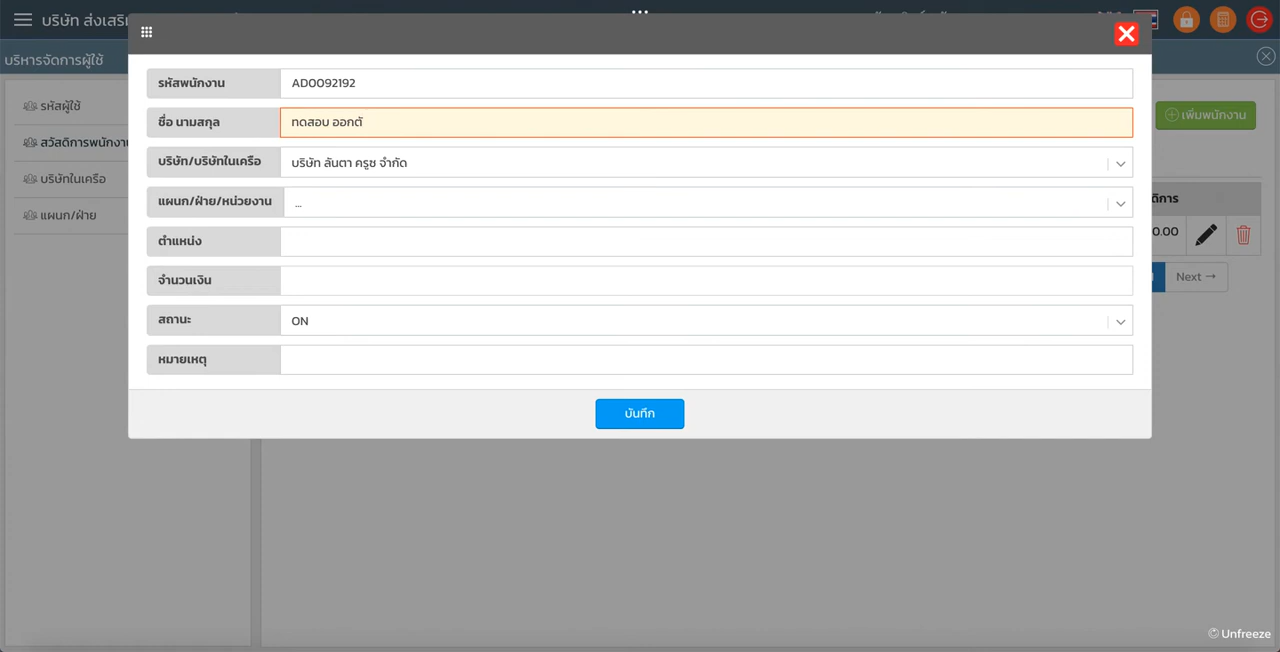 บริษัท ส่งเสริ
บริหารจัดการผู้ใช้
รหัสผู้ใช้
สวัสดิการพนักงาน
บริษัทในเครือ
แผนก/ฝ่าย
รหัสพนักงาน AD0092192
ชื่อ นามสกุล ทดสอบ ออกตั
บริษัท/บริษัทในเครือ บริษัท ลันตา ครูซ จำกัด
แผนก/ฝ่าย/หน่วยงาน ...
ตำแหน่ง
จำนวนเงิน
สถานะ ON
หมายเหตุ
บันทึก
เพิ่มพนักงาน
ดิการ
0.00
Next →
© Unfreeze